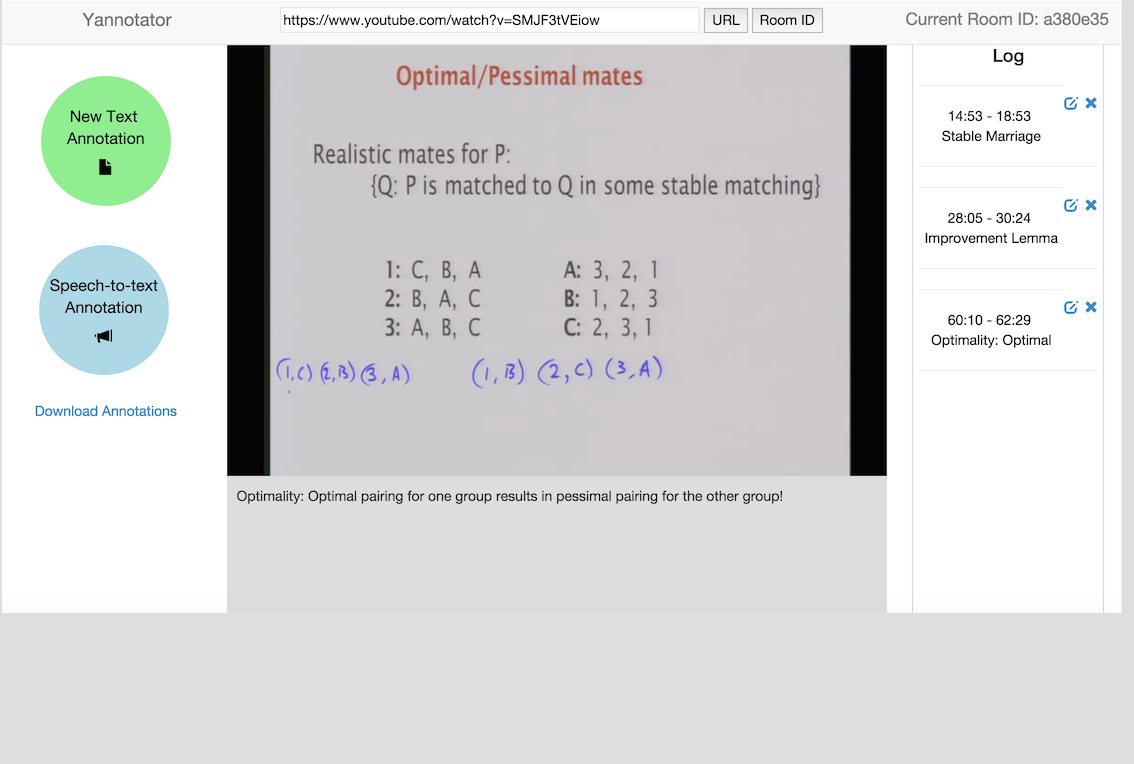 Yannotator
https://www.youtube.com/watch?v=SMJF3tVEiow
URL
Room ID
Current Room ID: a380e35
New Text
Annotation
Speech-to-text
Annotation
Download Annotations
Optimal/Pessimal mates
Realistic mates for P:
{Q: P is matched to Q in some stable matching}
1: C, B, A A: 3, 2, 1
2: B, A, C B: 1, 2, 3
3: A, B, C C: 2, 3, 1
(1,C) (2,B) (3,A) (1,B) (2,C) (3,A)
Optimality: Optimal pairing for one group results in pessimal pairing for the other group!
Log
14:53 - 18:53
Stable Marriage
28:05 - 30:24
Improvement Lemma
60:10 - 62:29
Optimality: Optimal